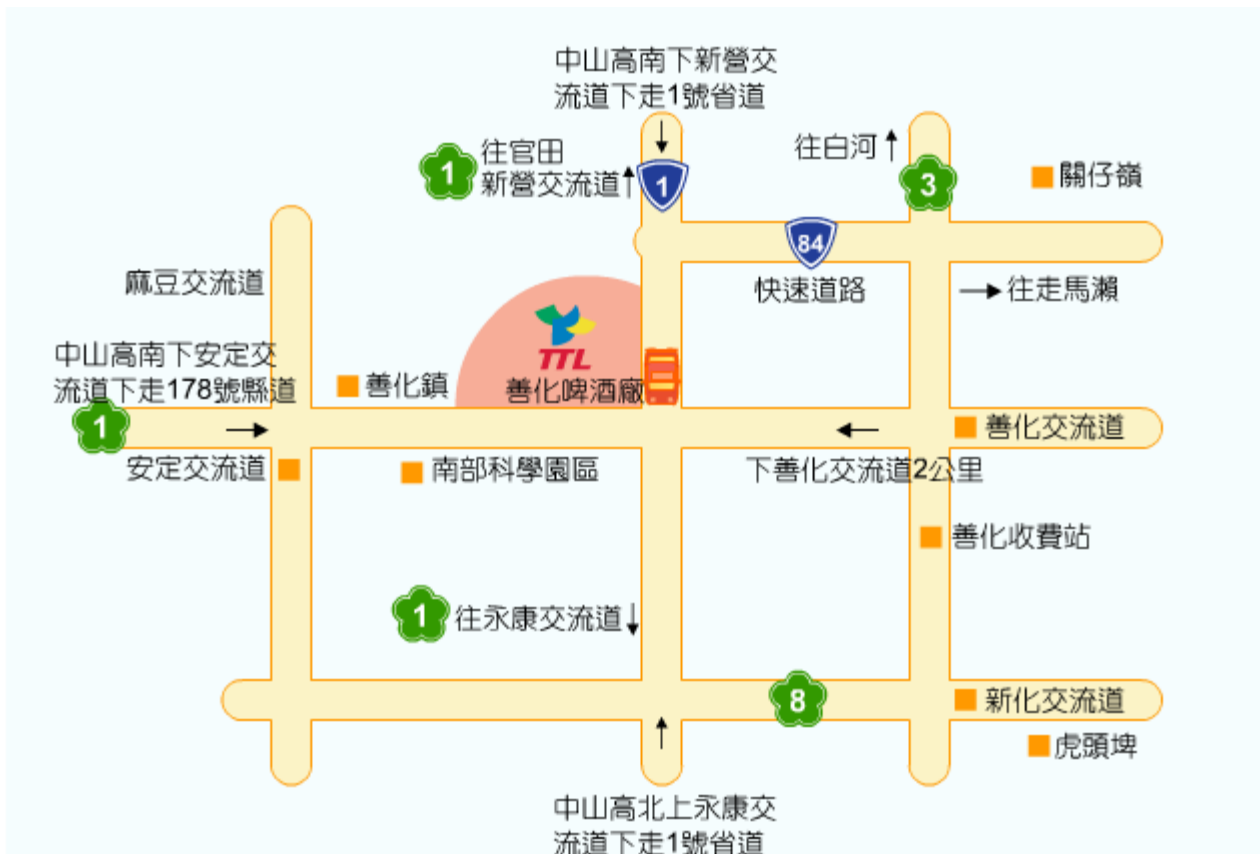 中山高南下新營交
流道下走1號省道
1
往官田
新營交流道
1
往白河
3
關仔嶺
84
麻豆交流道
快速道路
往走馬瀨
TTL
中山高南下安定交
流道下走178號縣道
善化鎮
善化啤酒廠
1
善化交流道
安定交流道
南部科學園區
下善化交流道2公里
善化收費站
1
往永康交流道
8
新化交流道
虎頭埤
中山高北上永康交
流道下走1號省道